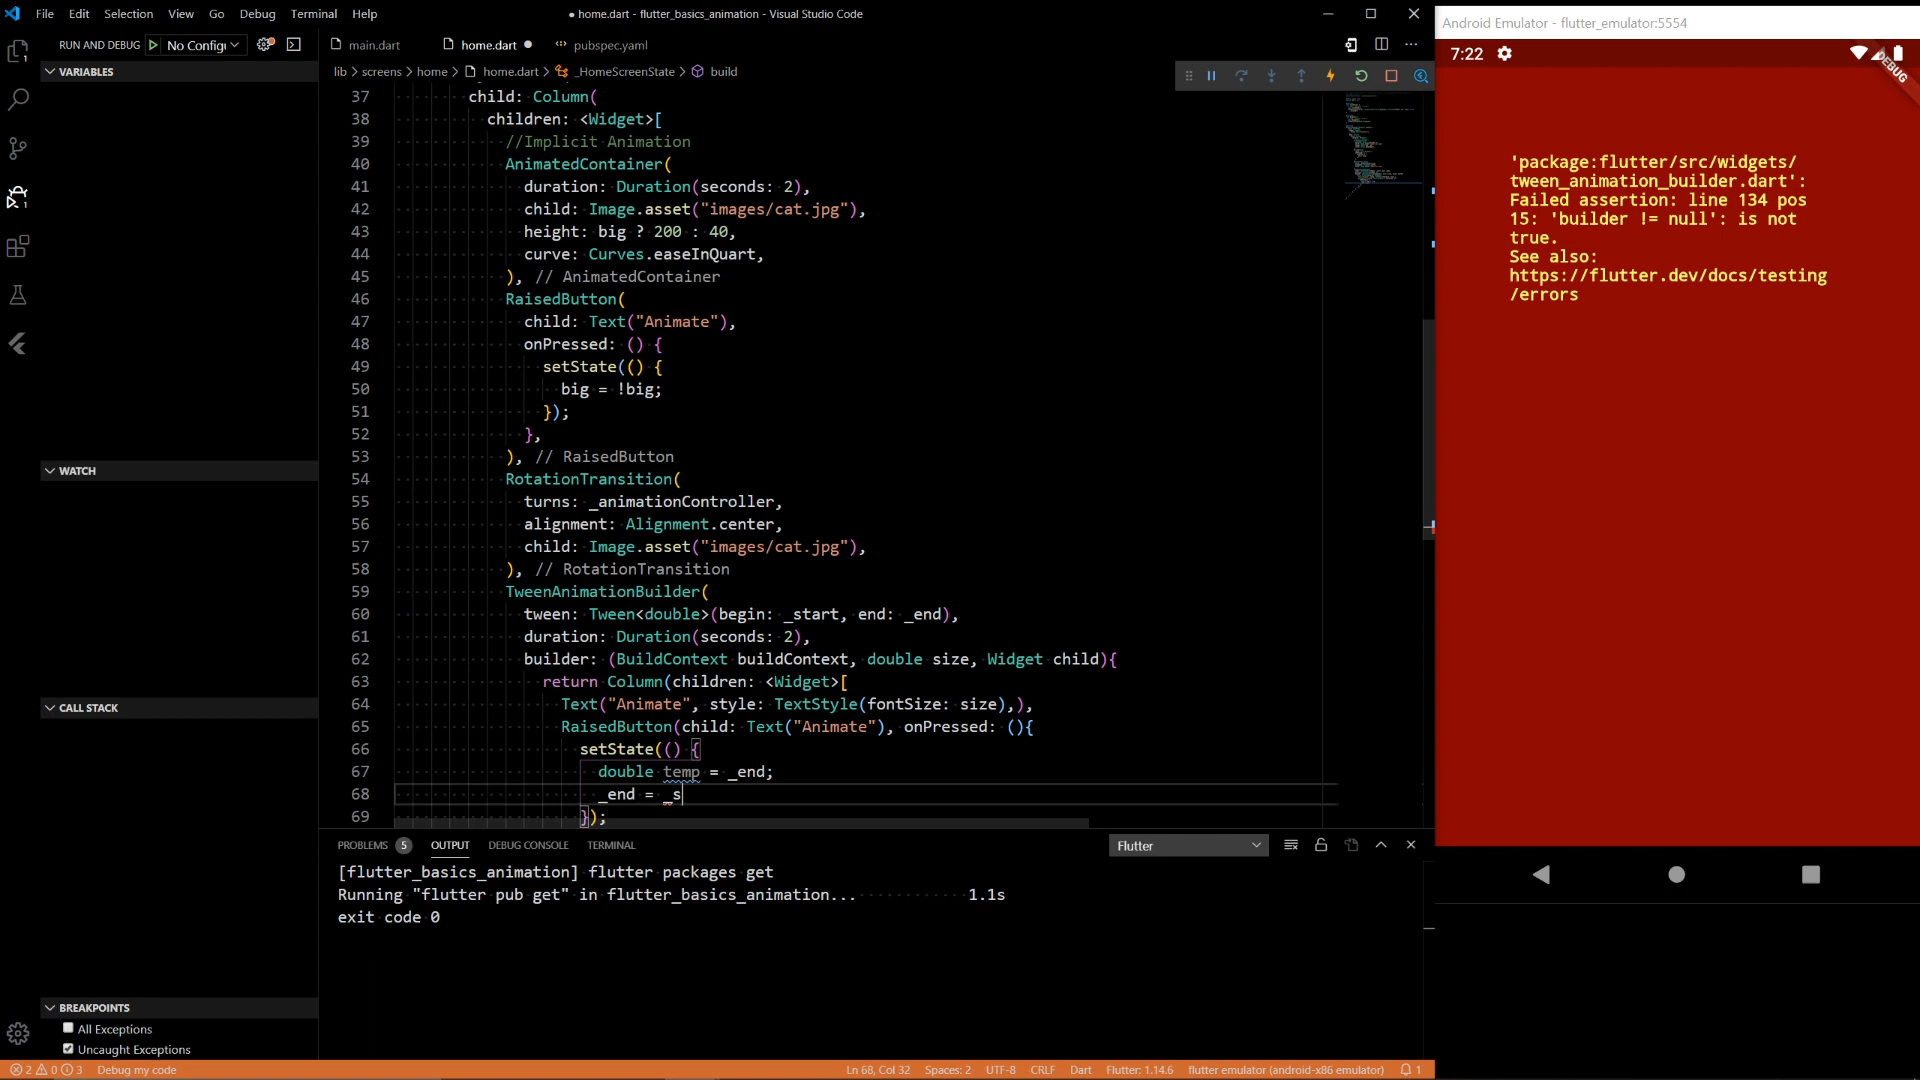 File Edit Selection View Go Debug Terminal Help
● home.dart - flutter_basics_animation - Visual Studio Code
RUN AND DEBUG No Config
main.dart home.dart pubspec.yaml
VARIABLES
WATCH
CALL STACK
BREAKPOINTS
All Exceptions
Uncaught Exceptions
lib > screens > home > home.dart > _HomeScreenState > build
37 child: Column(
38 children: <Widget>[
39 //Implicit Animation
40 AnimatedContainer(
41 duration: Duration(seconds: 2),
42 child: Image.asset("images/cat.jpg"),
43 height: big ? 200 : 40,
44 curve: Curves.easeInQuart,
45 ), // AnimatedContainer
46 RaisedButton(
47 child: Text("Animate"),
48 onPressed: () {
49 setState(() {
50 big = !big;
51 });
52 },
53 ), // RaisedButton
54 RotationTransition(
55 turns: _animationController,
56 alignment: Alignment.center,
57 child: Image.asset("images/cat.jpg"),
58 ), // RotationTransition
59 TweenAnimationBuilder(
60 tween: Tween<double>(begin: _start, end: _end),
61 duration: Duration(seconds: 2),
62 builder: (BuildContext buildContext, double size, Widget child){
63 return Column(children: <Widget>[
64 Text("Animate", style: TextStyle(fontSize: size),),
65 RaisedButton(child: Text("Animate"), onPressed: (){
66 setState(() {
67 double temp = _end;
68 _end = _s
69 });
PROBLEMS 5 OUTPUT DEBUG CONSOLE TERMINAL
Flutter
[flutter_basics_animation] flutter packages get
Running "flutter pub get" in flutter_basics_animation... 1.1s
exit code 0
2 0 3 Debug my code
Ln 68, Col 32 Spaces: 2 UTF-8 CRLF Dart Flutter: 1.14.6 flutter emulator (android-x86 emulator) 1
Android Emulator - flutter_emulator:5554
7:22
DEBUG
'package:flutter/src/widgets/
tween_animation_builder.dart':
Failed assertion: line 134 pos
15: 'builder != null': is not
true.
See also:
https://flutter.dev/docs/testing
/errors